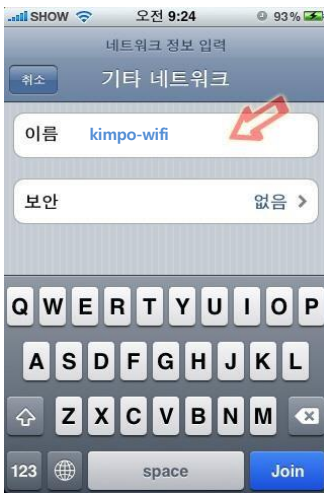 SHOW 오전 9:24 93%
네트워크 정보 입력
취소 기타 네트워크
이름 kimpo-wifi
보안 없음
Q W E R T Y U I O P
A S D F G H J K L
Z X C V B N M
123 space Join